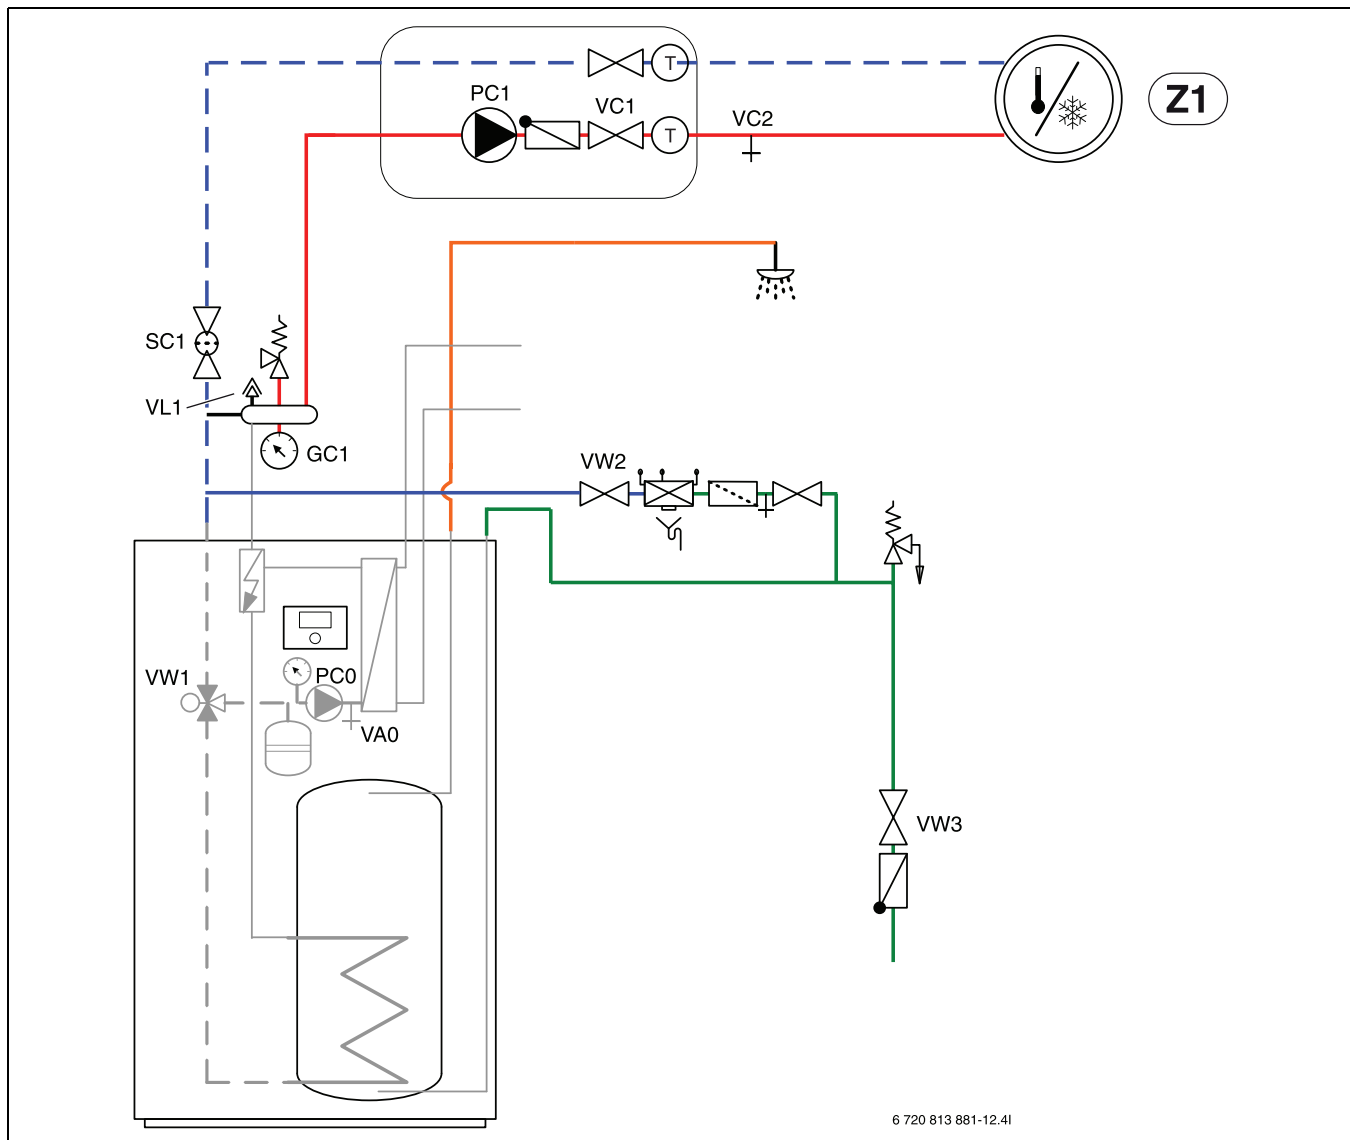 T
PC1
VC1
T
VC2
Z1
SC1
VL1
GC1
VW2
VW1
PC0
VA0
VW3
6 720 813 881-12.4I